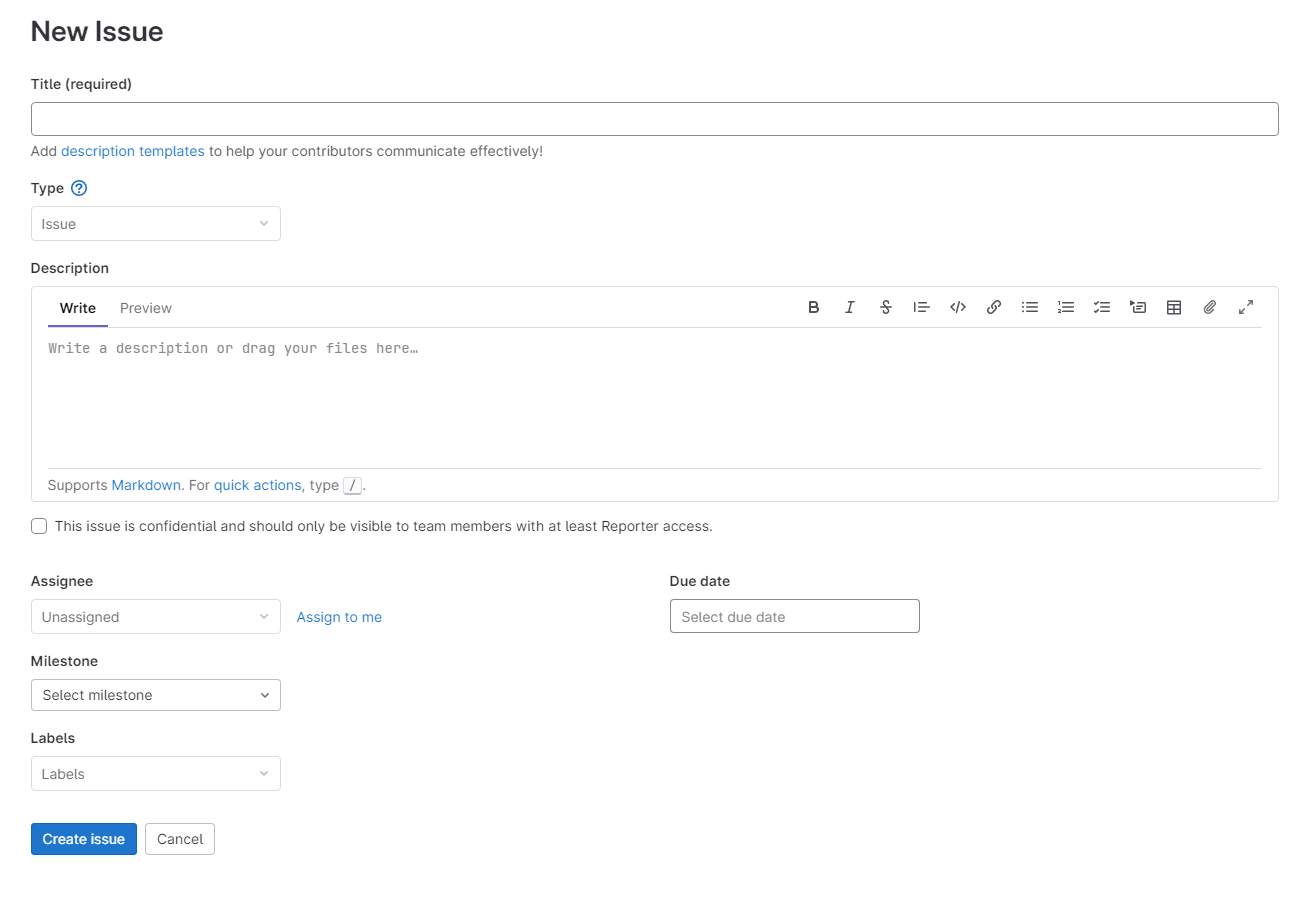 New Issue
Title (required)
Add description templates to help your contributors communicate effectively!
Type ?
Issue
Description
Write Preview
Write a description or drag your files here…
Supports Markdown. For quick actions, type /.
This issue is confidential and should only be visible to team members with at least Reporter access.
Assignee Due date
Unassigned Assign to me Select due date
Milestone
Select milestone
Labels
Labels
Create issue Cancel